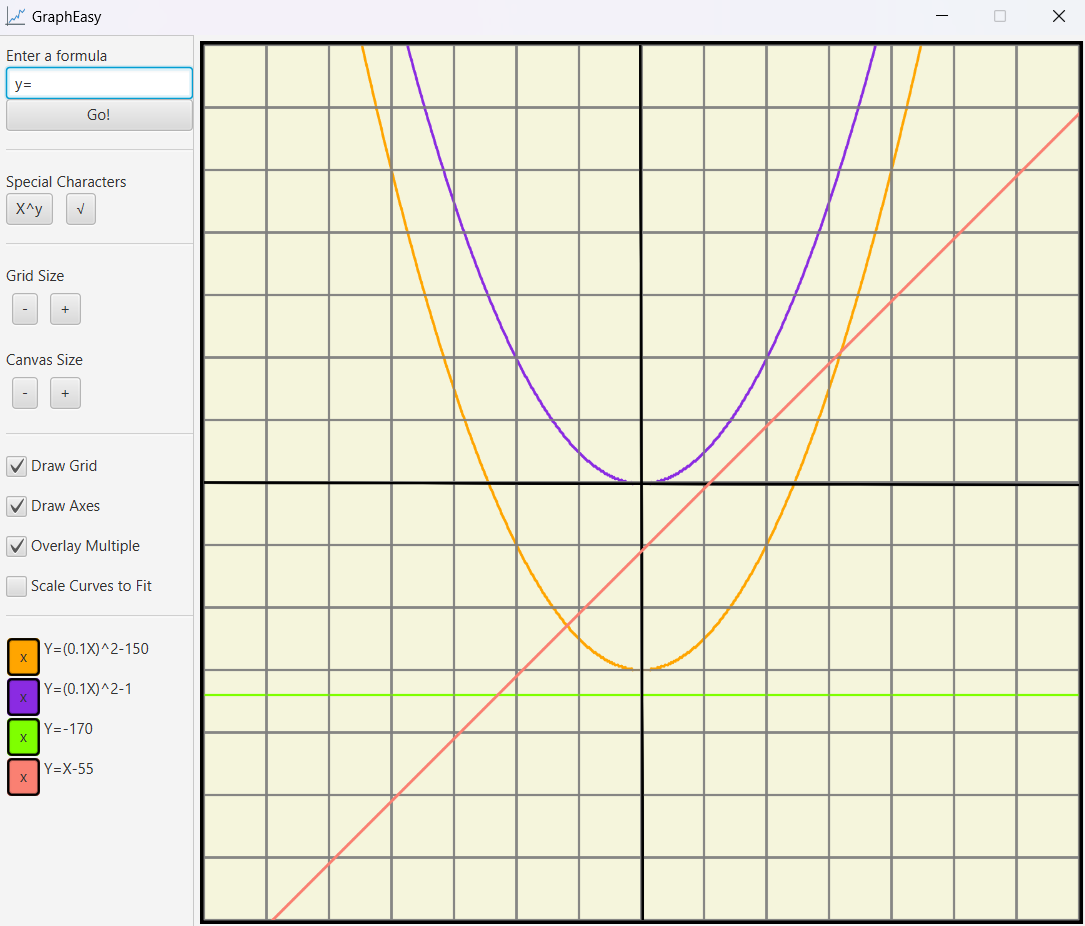 GraphEasy
Enter a formula
y=
Go!
Special Characters
X^y √
Grid Size
- +
Canvas Size
- +
Draw Grid
Draw Axes
Overlay Multiple
Scale Curves to Fit
x Y=(0.1X)^2-150
x Y=(0.1X)^2-1
x Y=-170
x Y=X-55